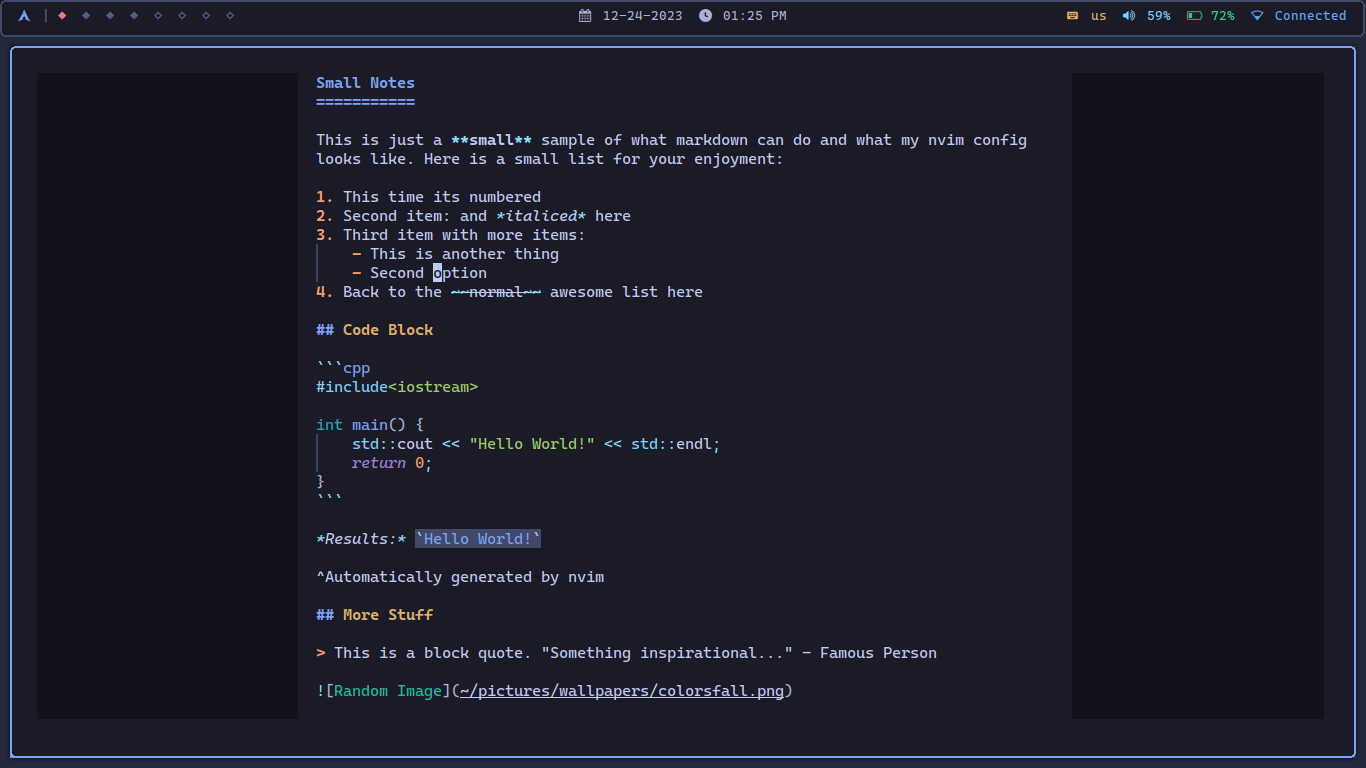 12-24-2023 01:25 PM us 59% 72% Connected
Small Notes
===========
This is just a **small** sample of what markdown can do and what my nvim config
looks like. Here is a small list for your enjoyment:
1. This time its numbered
2. Second item: and *italiced* here
3. Third item with more items:
- This is another thing
- Second option
4. Back to the ~~normal~~ awesome list here
## Code Block
```cpp
#include<iostream>
int main() {
std::cout << "Hello World!" << std::endl;
return 0;
}
```
*Results:* `Hello World!`
^Automatically generated by nvim
## More Stuff
> This is a block quote. "Something inspirational..." - Famous Person
![Random Image](~/pictures/wallpapers/colorsfall.png)